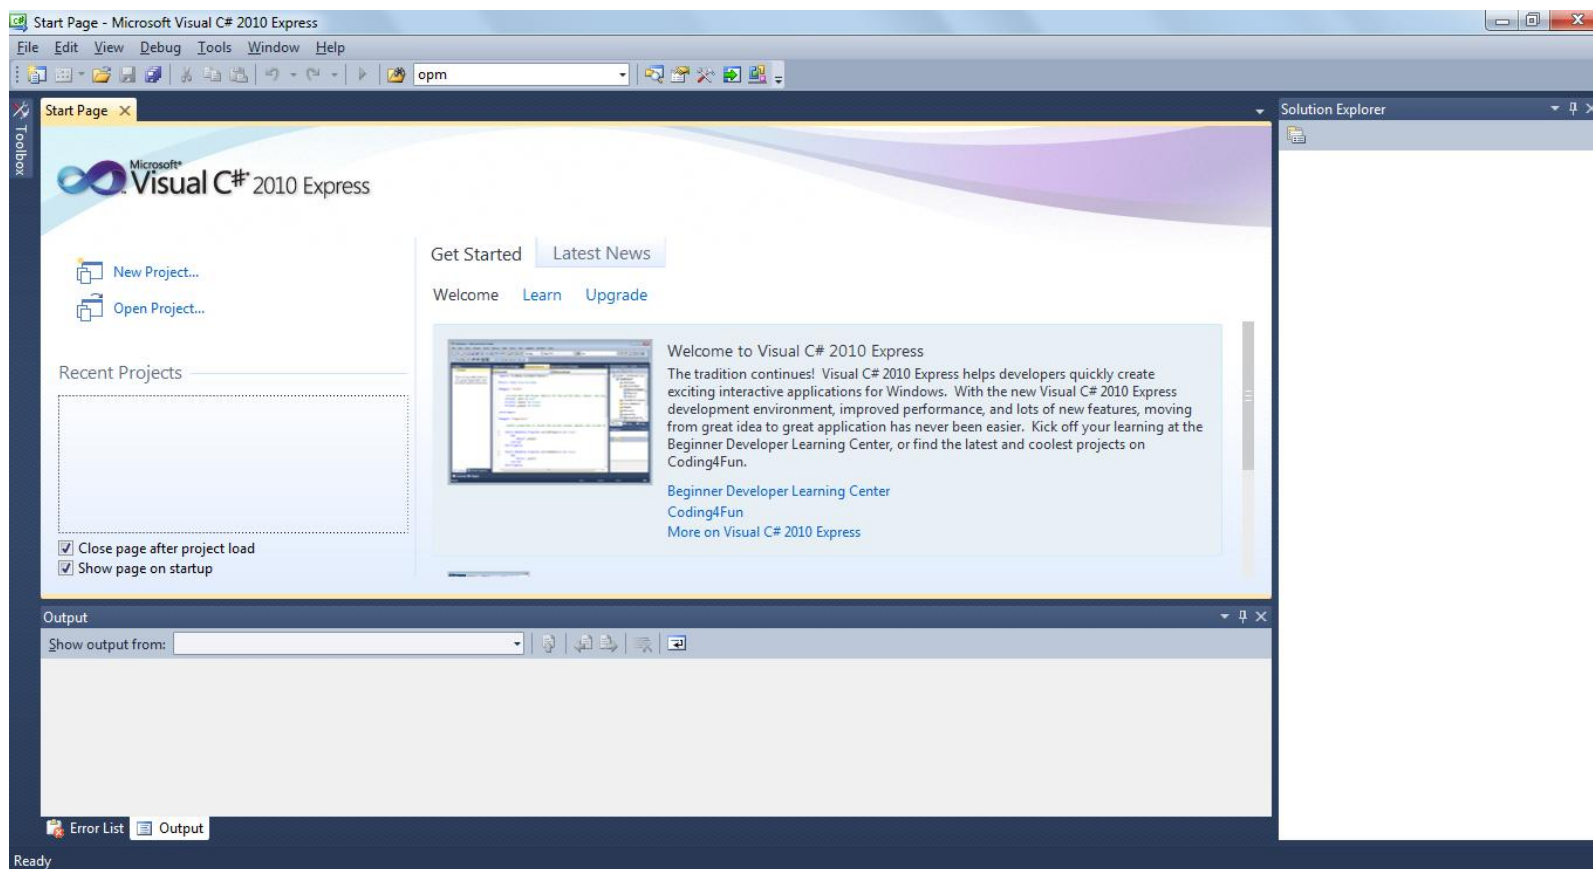 Start Page - Microsoft Visual C# 2010 Express
File Edit View Debug Tools Window Help
opm
Toolbox
Start Page
Solution Explorer
Microsoft®
Visual C#® 2010 Express
New Project...
Open Project...
Recent Projects
Close page after project load
Show page on startup
Get Started Latest News
Welcome Learn Upgrade
Welcome to Visual C# 2010 Express
The tradition continues! Visual C# 2010 Express helps developers quickly create
exciting interactive applications for Windows. With the new Visual C# 2010 Express
development environment, improved performance, and lots of new features, moving
from great idea to great application has never been easier. Kick off your learning at the
Beginner Developer Learning Center, or find the latest and coolest projects on
Coding4Fun.
Beginner Developer Learning Center
Coding4Fun
More on Visual C# 2010 Express
Output
Show output from:
Error List Output
Ready